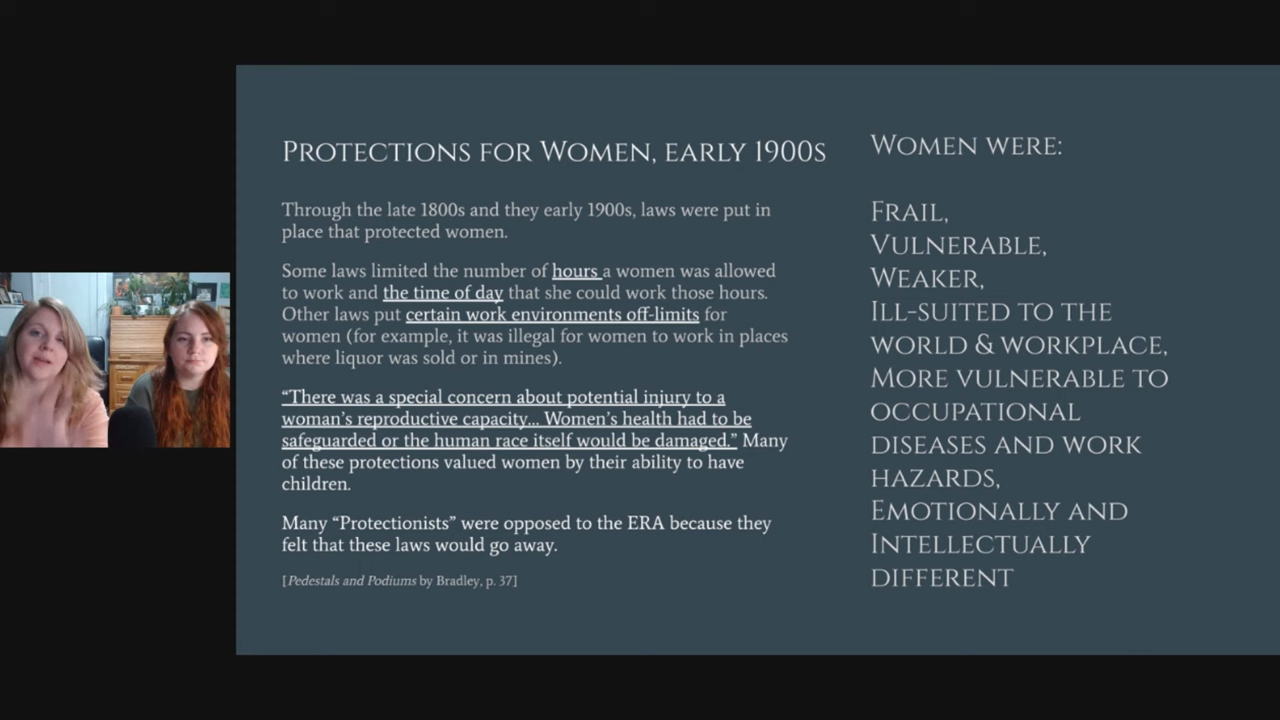 Protections for Women, early 1900s
Through the late 1800s and they early 1900s, laws were put in
place that protected women.
Some laws limited the number of hours a women was allowed
to work and the time of day that she could work those hours.
Other laws put certain work environments off-limits for
women (for example, it was illegal for women to work in places
where liquor was sold or in mines).
“There was a special concern about potential injury to a
woman’s reproductive capacity... Women’s health had to be
safeguarded or the human race itself would be damaged.” Many
of these protections valued women by their ability to have
children.
Many “Protectionists” were opposed to the ERA because they
felt that these laws would go away.
[Pedestals and Podiums by Bradley, p. 37]
Women were:
Frail,
Vulnerable,
Weaker,
Ill-suited to the
world & workplace,
More vulnerable to
occupational
diseases and work
hazards,
Emotionally and
Intellectually
different